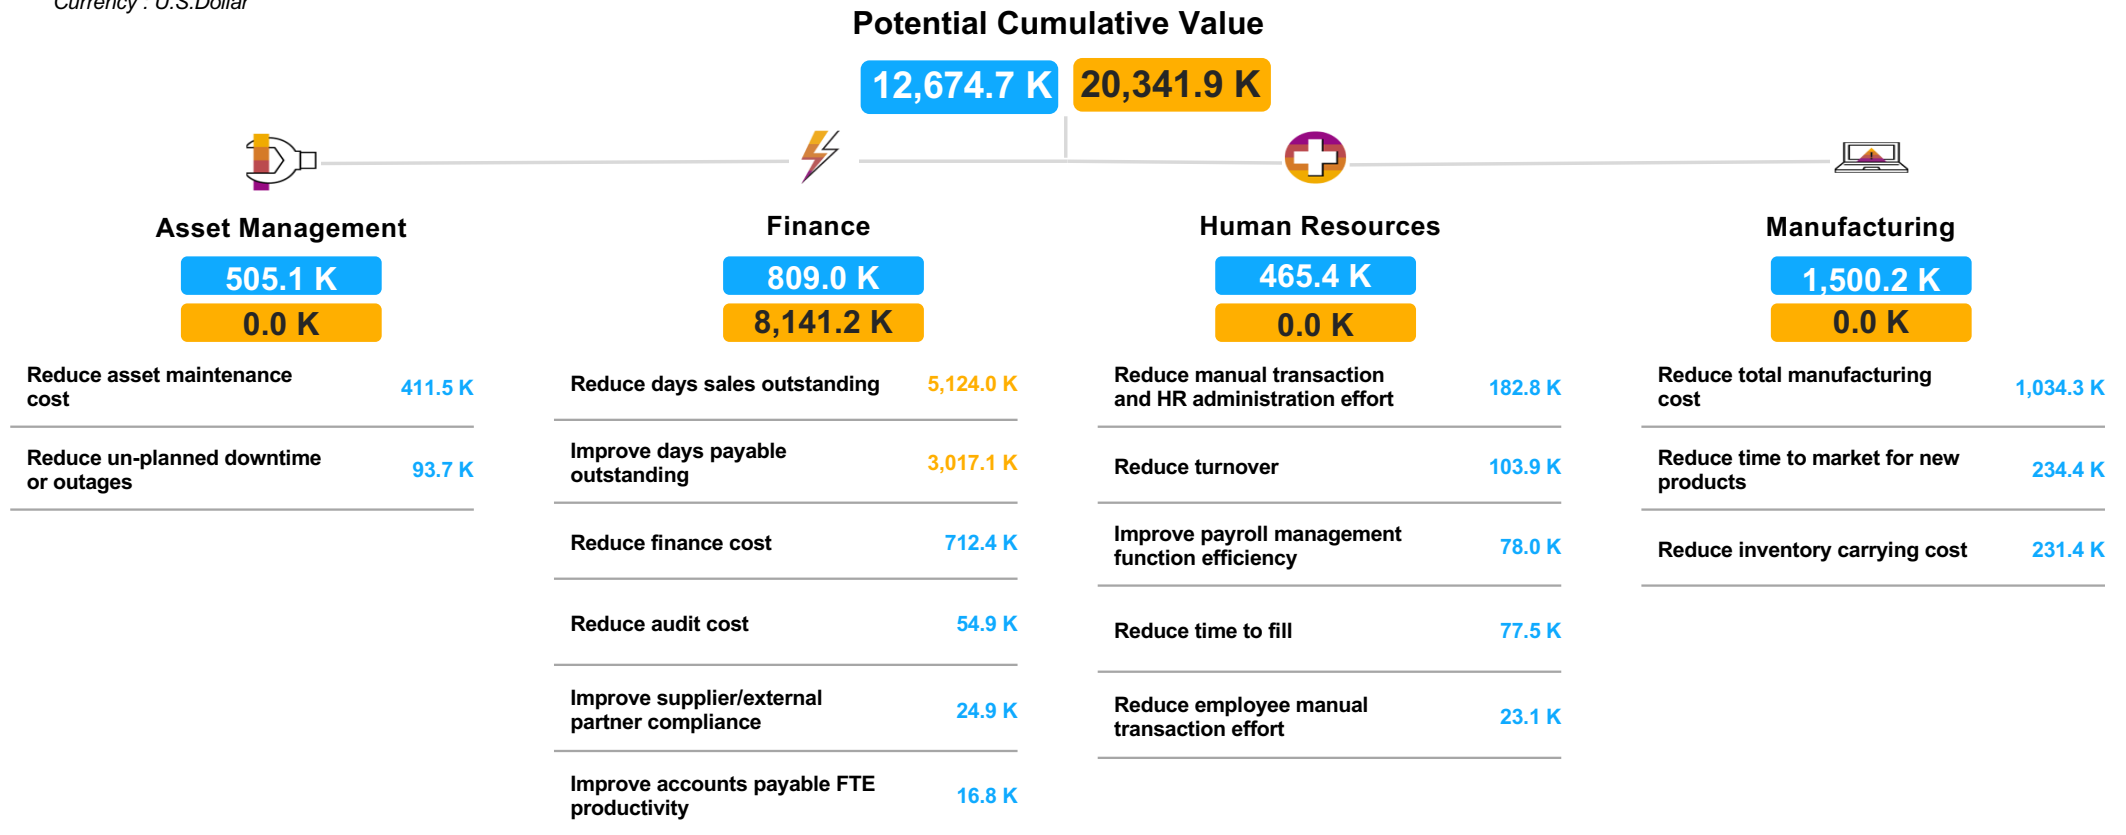 Currency : U.S.Dollar
Potential Cumulative Value
12,674.7 K
20,341.9 K
Asset Management
505.1 K
0.0 K
Reduce asset maintenance
cost
411.5 K
Reduce un-planned downtime
or outages
93.7 K
Finance
809.0 K
8,141.2 K
Reduce days sales outstanding
5,124.0 K
Improve days payable
outstanding
3,017.1 K
Reduce finance cost
712.4 K
Reduce audit cost
54.9 K
Improve supplier/external
partner compliance
24.9 K
Improve accounts payable FTE
productivity
16.8 K
Human Resources
465.4 K
0.0 K
Reduce manual transaction
and HR administration effort
182.8 K
Reduce turnover
103.9 K
Improve payroll management
function efficiency
78.0 K
Reduce time to fill
77.5 K
Reduce employee manual
transaction effort
23.1 K
Manufacturing
1,500.2 K
0.0 K
Reduce total manufacturing
cost
1,034.3 K
Reduce time to market for new
products
234.4 K
Reduce inventory carrying cost
231.4 K